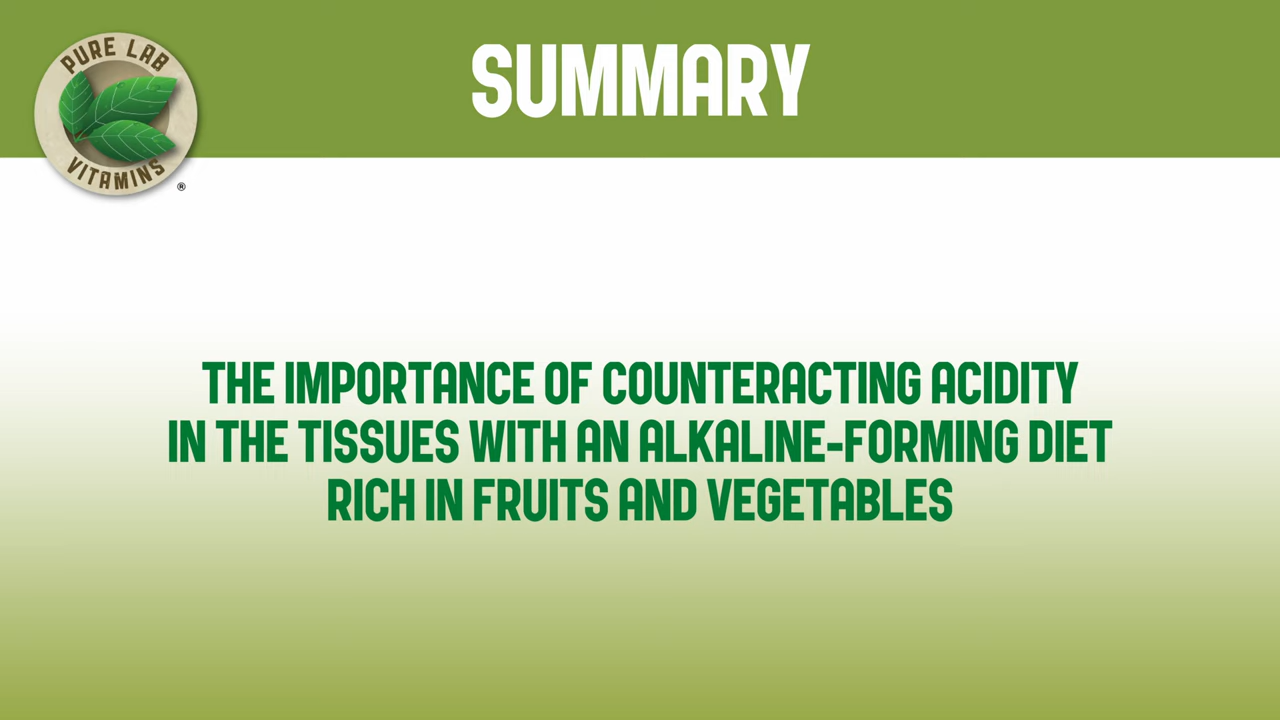 PURE LAB
VITAMINS
®
SUMMARY
THE IMPORTANCE OF COUNTERACTING ACIDITY
IN THE TISSUES WITH AN ALKALINE-FORMING DIET
RICH IN FRUITS AND VEGETABLES